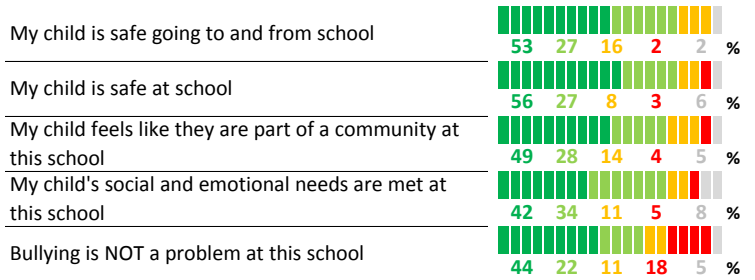 My child is safe going to and from school
53 27 16 2 2 %
My child is safe at school
56 27 8 3 6 %
My child feels like they are part of a community at
this school
49 28 14 4 5 %
My child's social and emotional needs are met at
this school
42 34 11 5 8 %
Bullying is NOT a problem at this school
44 22 11 18 5 %